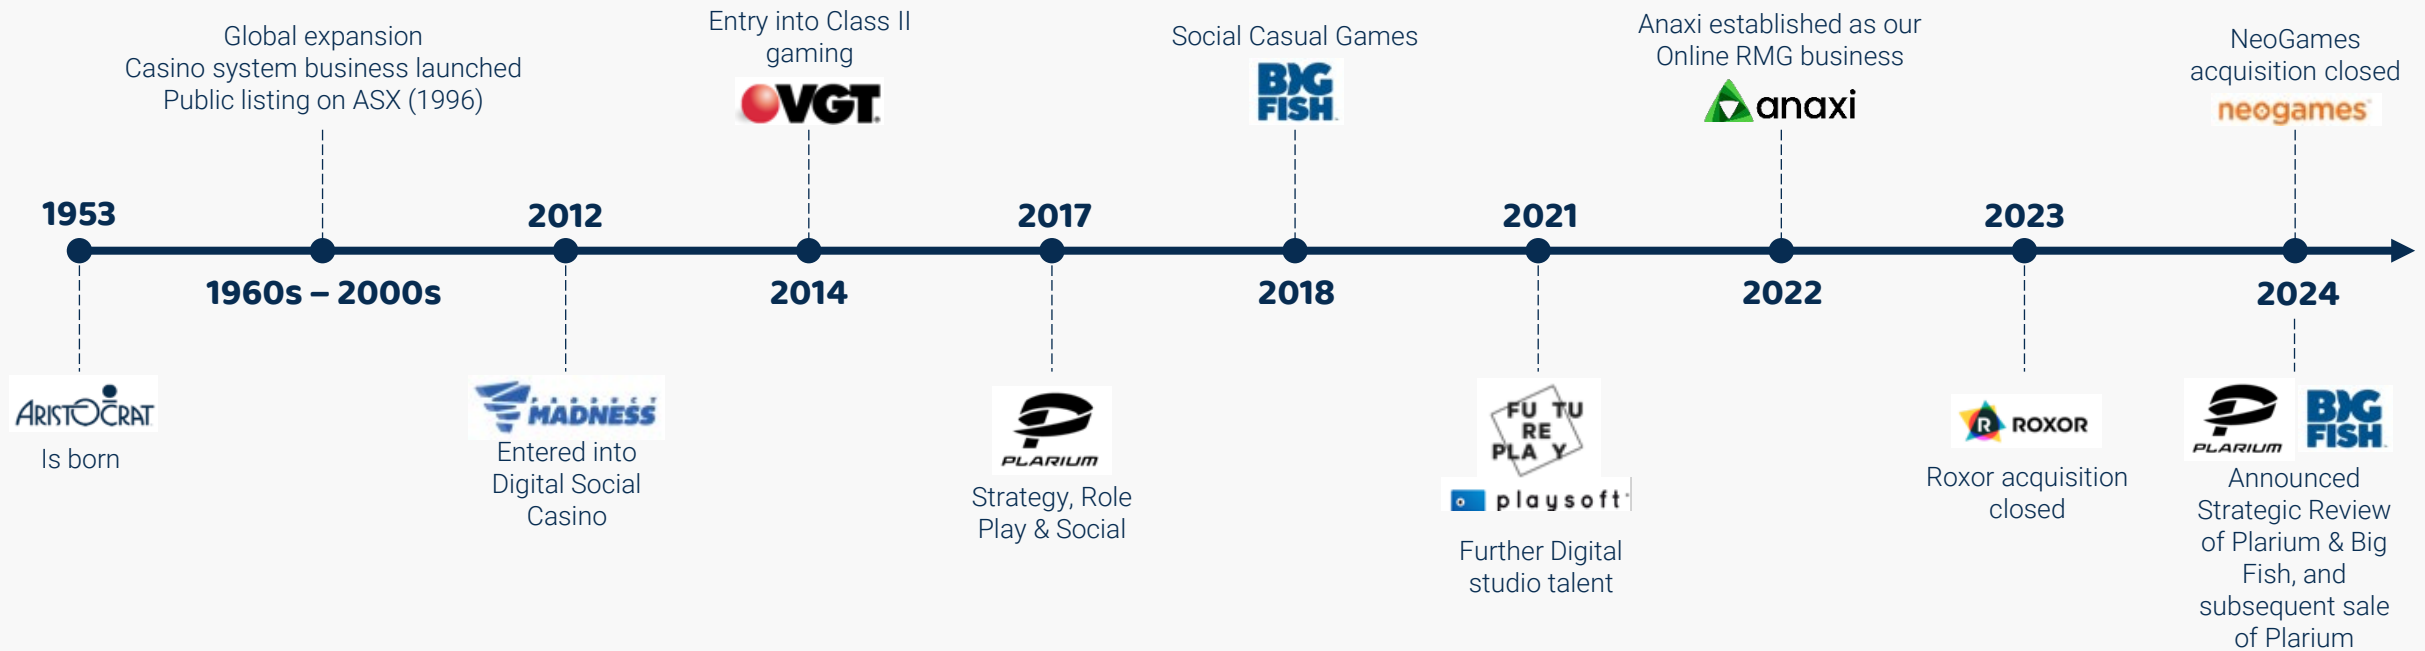 1953
ARISTOCRAT
Is born
Global expansion
Casino system business launched
Public listing on ASX (1996)
1960s – 2000s
2012
PRODUCT
MADNESS
Entered into
Digital Social
Casino
Entry into Class II
gaming
VGT
2014
2017
PLARIUM
Strategy, Role
Play & Social
Social Casual Games
BIG
FISH
2018
2021
FU TU
RE
PLA Y
playsoft
Further Digital
studio talent
Anaxi established as our
Online RMG business
anaxi
2022
2023
R ROXOR
Roxor acquisition
closed
NeoGames
acquisition closed
neogames
2024
PLARIUM
BIG
FISH
Announced
Strategic Review
of Plarium & Big
Fish, and
subsequent sale
of Plarium